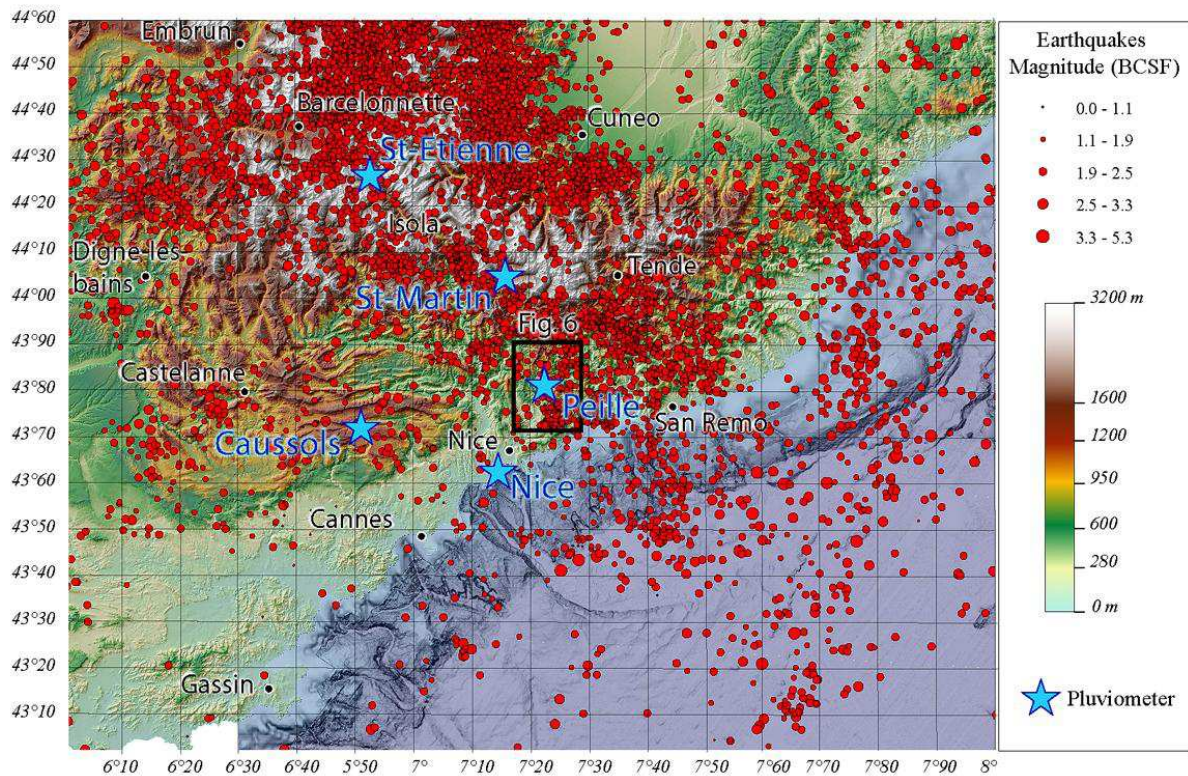 44°60
44°50
44°40
44°30
44°20
44°10
44°00
43°90
43°80
43°70
43°60
43°50
43°40
43°30
43°20
43°10
6°10
6°20
6°30
6°40
5°50
7°
7°10
7°20
7°30
7°40
7°50
7°60
7°70
7°80
7°90
8°
Embrun
Barcelonnette
Cuneo
St-Etienne
Isola
Digne-les-
bains
Tende
St-Martin
Fig. 6
Castelanne
Peille
Caussols
San Remo
Nice
Nice
Cannes
Gassin
Earthquakes
Magnitude (BCSF)
0.0 - 1.1
1.1 - 1.9
1.9 - 2.5
2.5 - 3.3
3.3 - 5.3
3200 m
1600
1200
950
600
280
0 m
Pluviometer